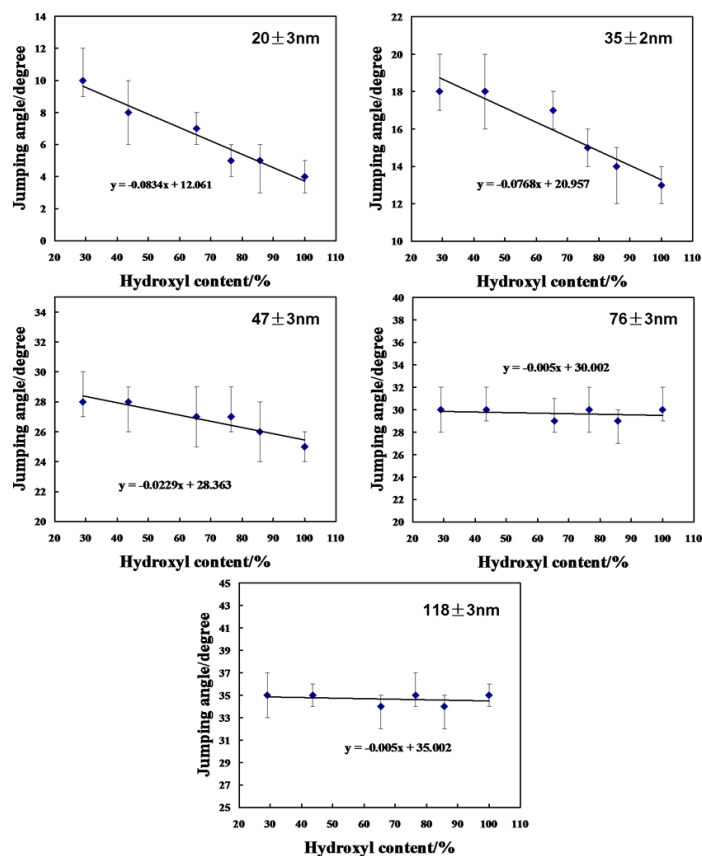 20±3nm
Jumping angle/degree
14
12
10
8
6
4
2
0
y = -0.0834x + 12.061
20 30 40 50 60 70 80 90 100 110
Hydroxyl content/%
35±2nm
Jumping angle/degree
22
20
18
16
14
12
10
y = -0.0768x + 20.957
20 30 40 50 60 70 80 90 100 110
Hydroxyl content/%
47±3nm
Jumping angle/degree
34
32
30
28
26
24
22
20
y = -0.0229x + 28.363
20 30 40 50 60 70 80 90 100 110
Hydroxyl content/%
76±3nm
Jumping angle/degree
40
38
36
34
32
30
28
26
24
22
20
y = -0.005x + 30.002
20 30 40 50 60 70 80 90 100 110
Hydroxyl content/%
118±3nm
Jumping angle/degree
45
43
41
39
37
35
33
31
29
27
25
y = -0.005x + 35.002
20 30 40 50 60 70 80 90 100 110
Hydroxyl content/%